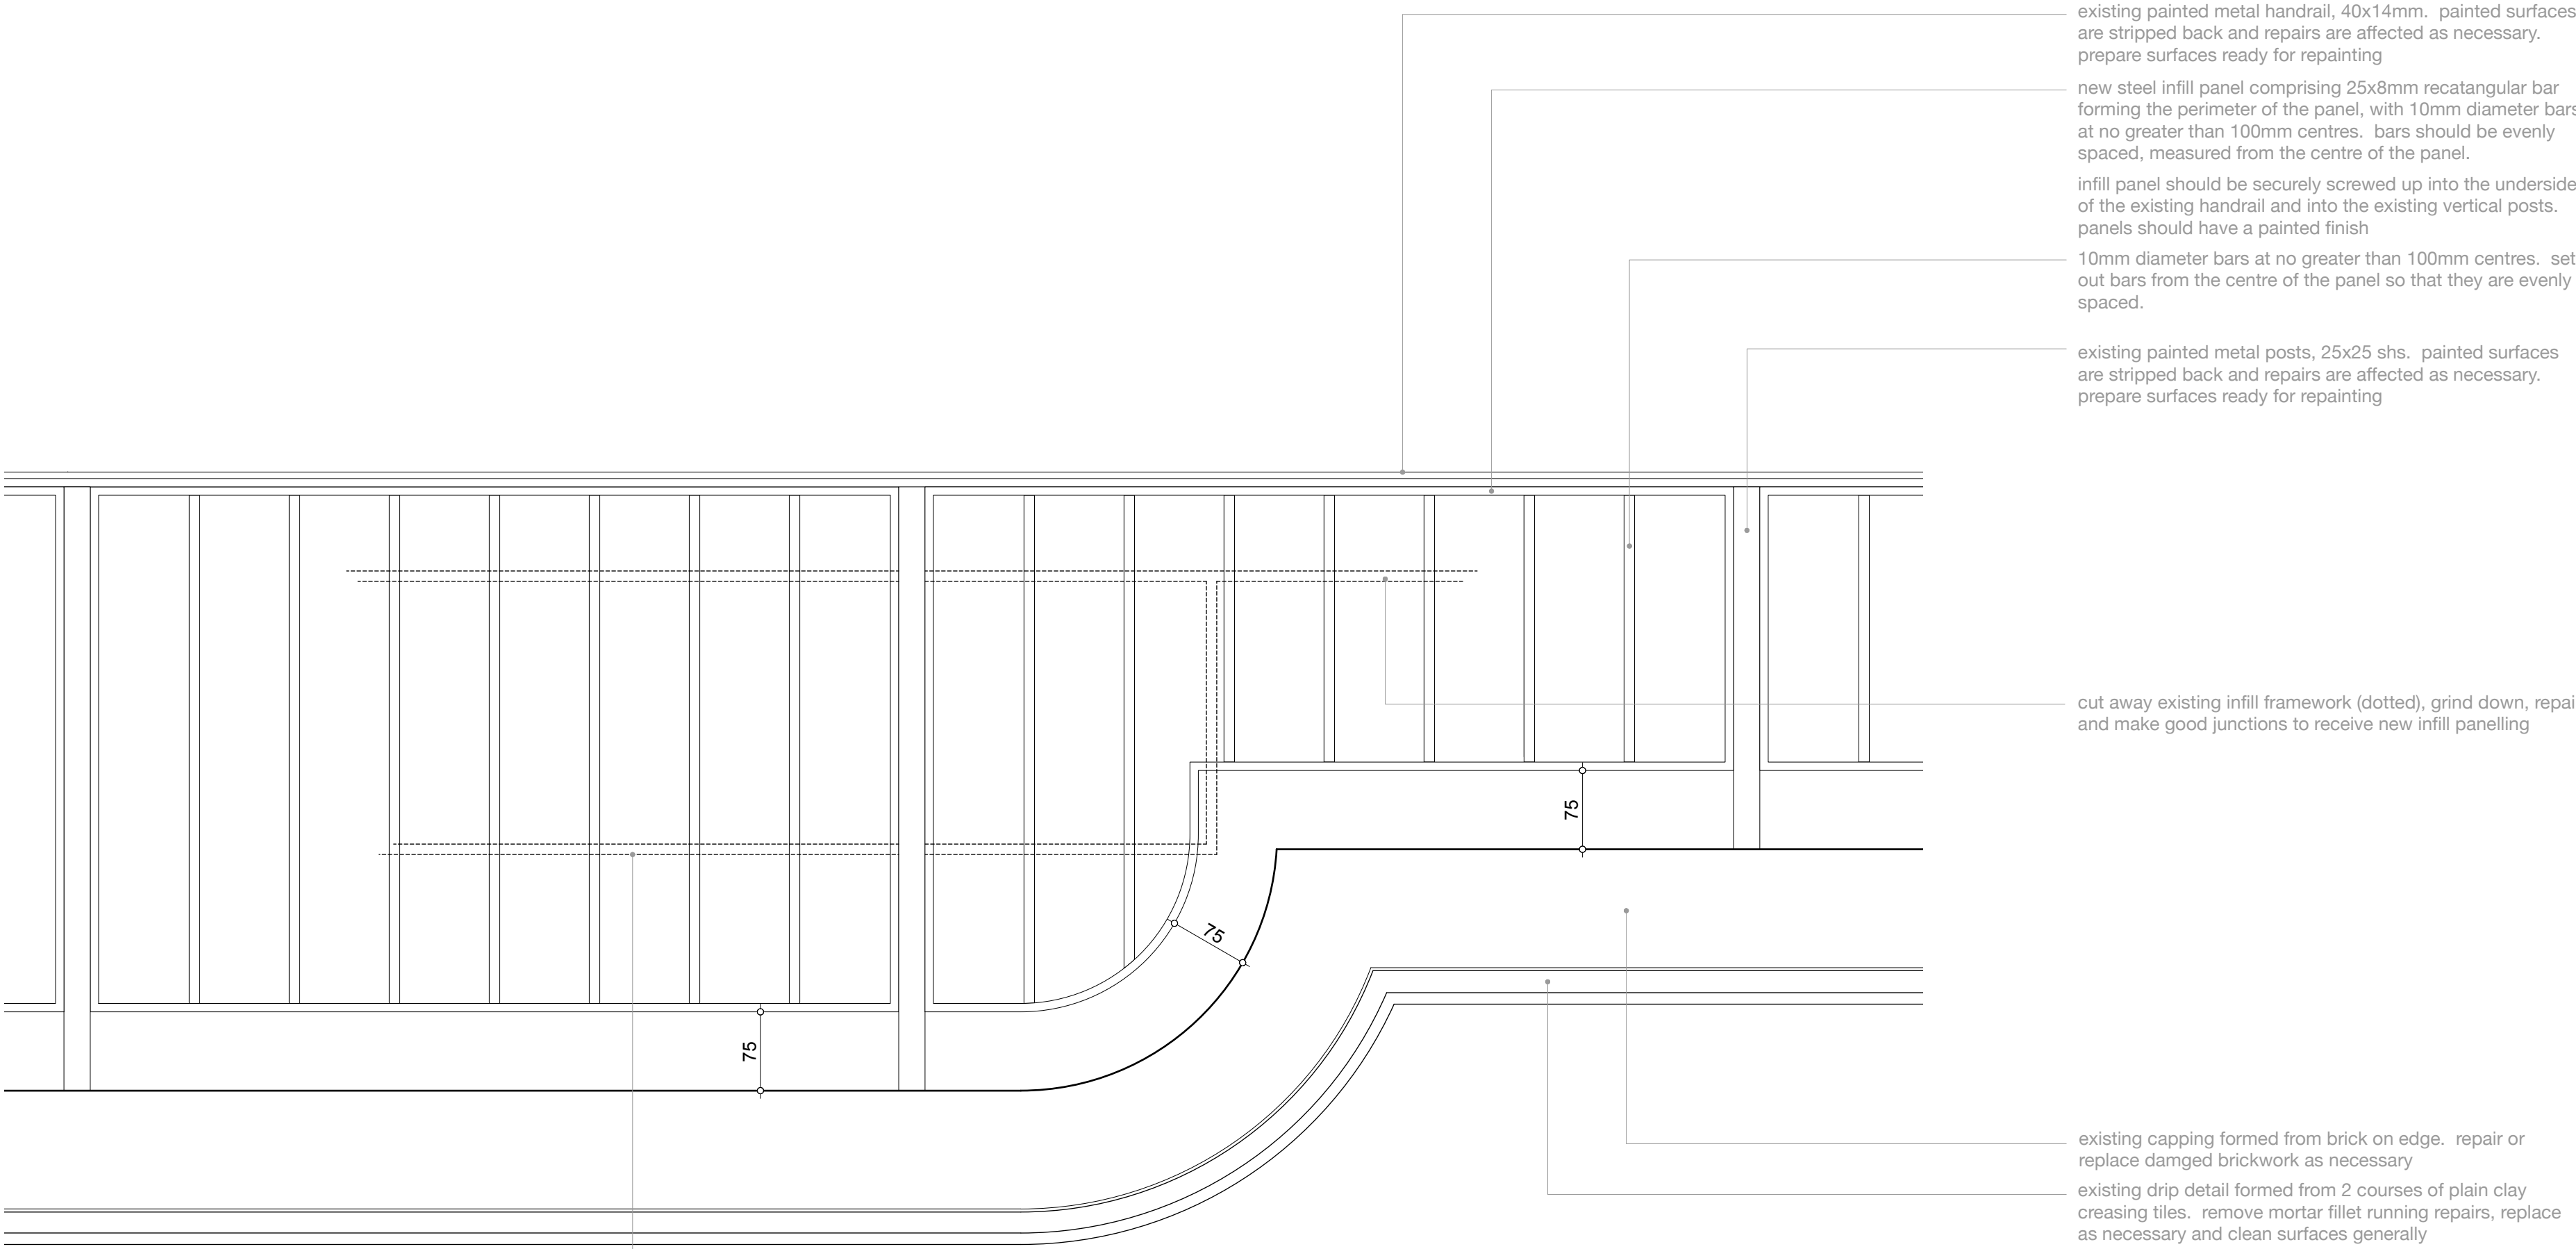 existing painted metal handrail, 40x14mm.  painted surfaces
are stripped back and repairs are affected as necessary.
prepare surfaces ready for repainting
new steel infill panel comprising 25x8mm recatangular bar
forming the perimeter of the panel, with 10mm diameter bars
at no greater than 100mm centres.  bars should be evenly
spaced, measured from the centre of the panel.
infill panel should be securely screwed up into the underside
of the existing handrail and into the existing vertical posts.
panels should have a painted finish
10mm diameter bars at no greater than 100mm centres.  set
out bars from the centre of the panel so that they are evenly
spaced.
existing painted metal posts, 25x25 shs.  painted surfaces
are stripped back and repairs are affected as necessary.
prepare surfaces ready for repainting
cut away existing infill framework (dotted), grind down, repai
and make good junctions to receive new infill panelling
75
75
75
existing capping formed from brick on edge.  repair or
replace damged brickwork as necessary
existing drip detail formed from 2 courses of plain clay
creasing tiles.  remove mortar fillet running repairs, replace
as necessary and clean surfaces generally